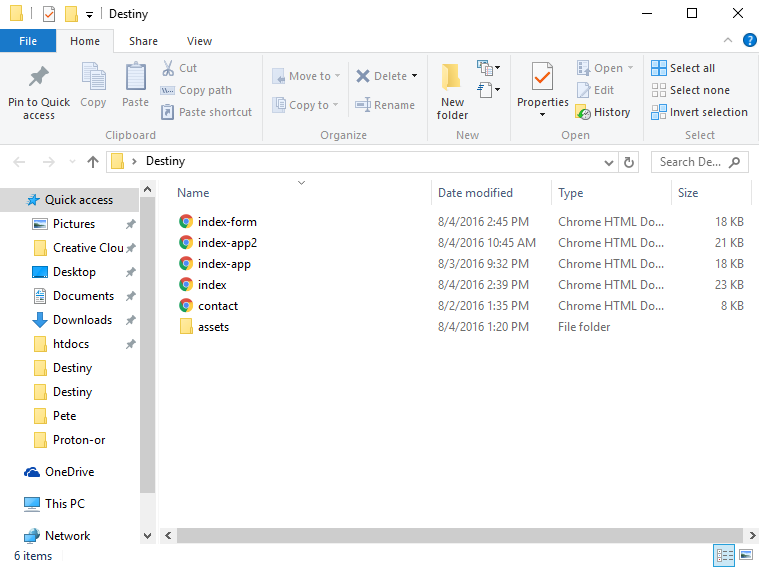 Destiny
File Home Share View
Pin to Quick access
Copy
Paste
Cut
Copy path
Paste shortcut
Clipboard
Move to
Copy to
Delete
Rename
Organize
New folder
New
Properties
Open
Edit
History
Open
Select all
Select none
Invert selection
Select
Destiny
Search De...
Quick access
Pictures
Creative Clou
Desktop
Documents
Downloads
htdocs
Destiny
Destiny
Pete
Proton-or
OneDrive
This PC
Network
Name Date modified Type Size
index-form 8/4/2016 2:45 PM Chrome HTML Do... 18 KB
index-app2 8/4/2016 10:45 AM Chrome HTML Do... 21 KB
index-app 8/3/2016 9:32 PM Chrome HTML Do... 18 KB
index 8/4/2016 2:39 PM Chrome HTML Do... 23 KB
contact 8/2/2016 1:35 PM Chrome HTML Do... 8 KB
assets 8/4/2016 1:20 PM File folder
6 items